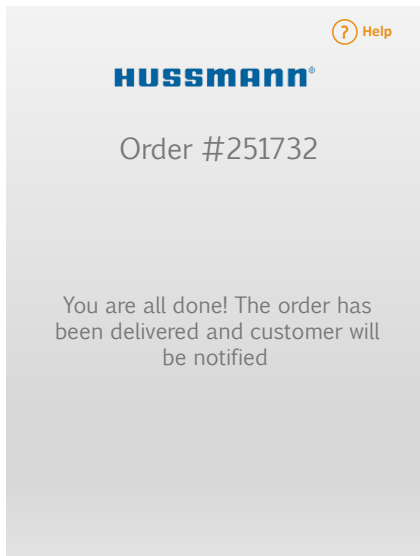 ? Help
HUSSMANN®
Order #251732
You are all done! The order has
been delivered and customer will
be notified